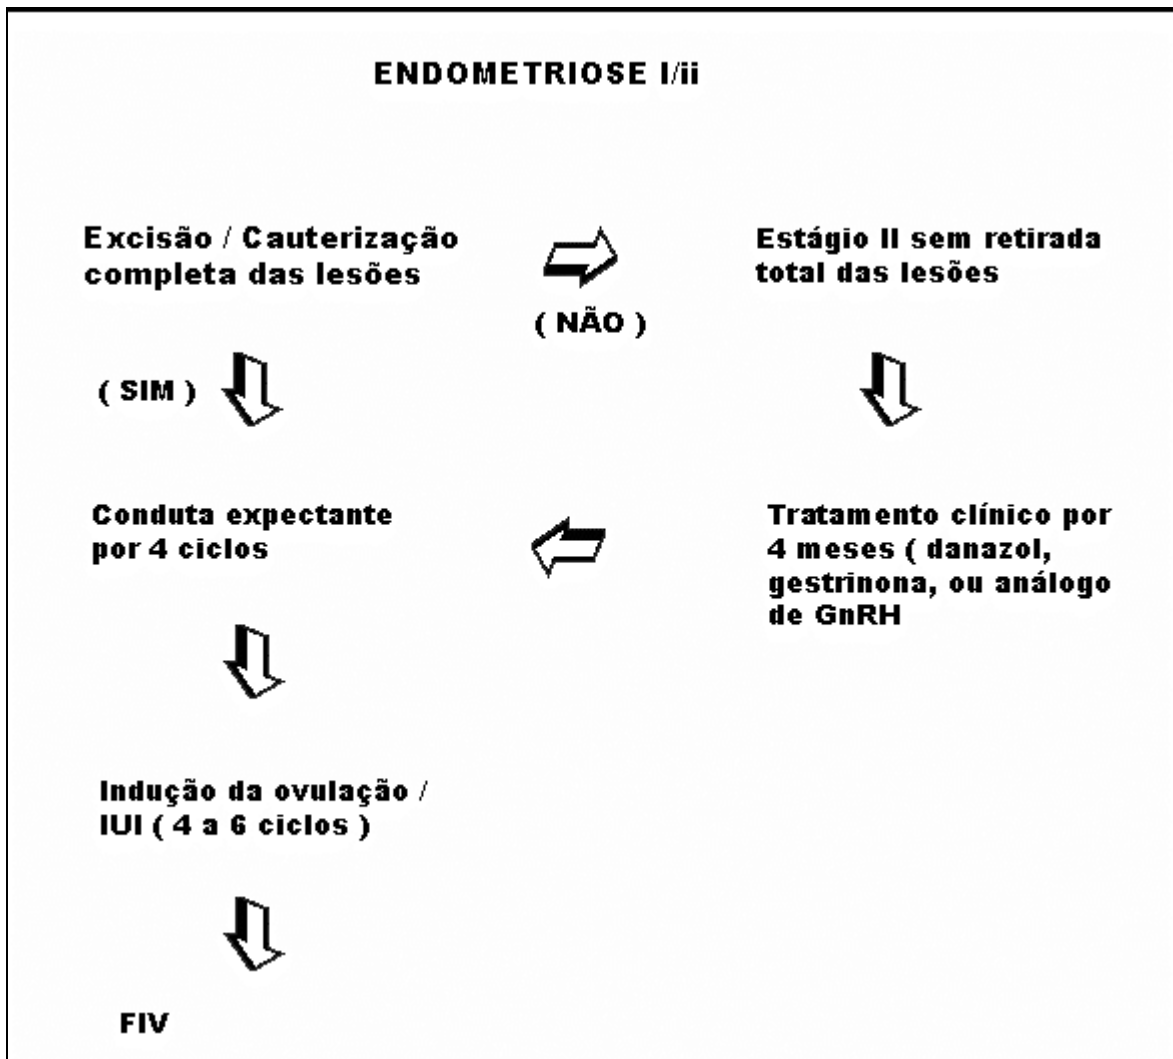 ENDOMETRIOSE I/ii
Excisão / Cauterização
completa das lesões
( NÃO )
Estágio II sem retirada
total das lesões
( SIM )
Conduta expectante
por 4 ciclos
Tratamento clínico por
4 meses ( danazol,
gestrinona, ou análogo
de GnRH
Indução da ovulação /
IUI ( 4 a 6 ciclos )
FIV